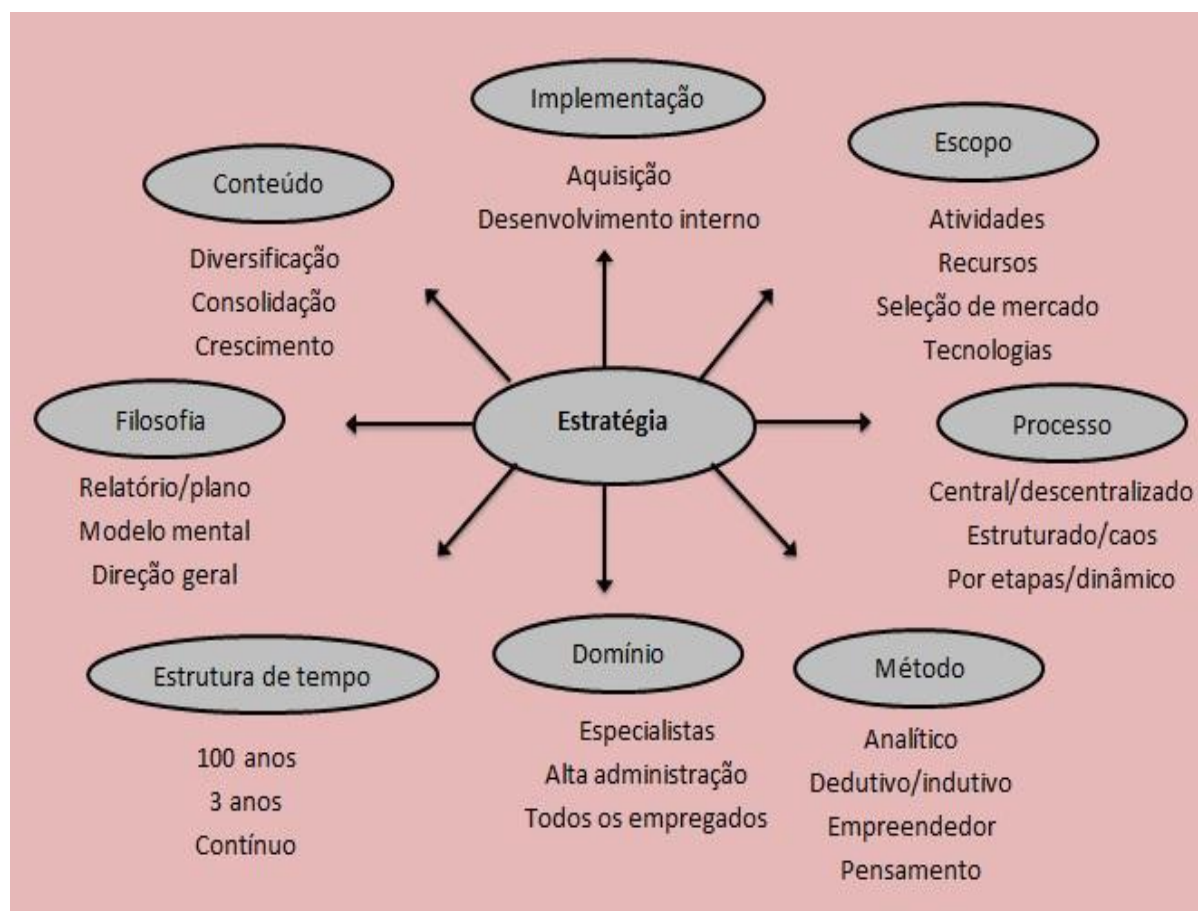 Implementação
Aquisição
Desenvolvimento interno
Escopo
Atividades
Recursos
Seleção de mercado
Tecnologias
Conteúdo
Diversificação
Consolidação
Crescimento
Estratégia
Filosofia
Relatório/plano
Modelo mental
Direção geral
Processo
Central/descentralizado
Estruturado/caos
Por etapas/dinâmico
Estrutura de tempo
100 anos
3 anos
Contínuo
Domínio
Especialistas
Alta administração
Todos os empregados
Método
Analítico
Dedutivo/indutivo
Empreendedor
Pensamento